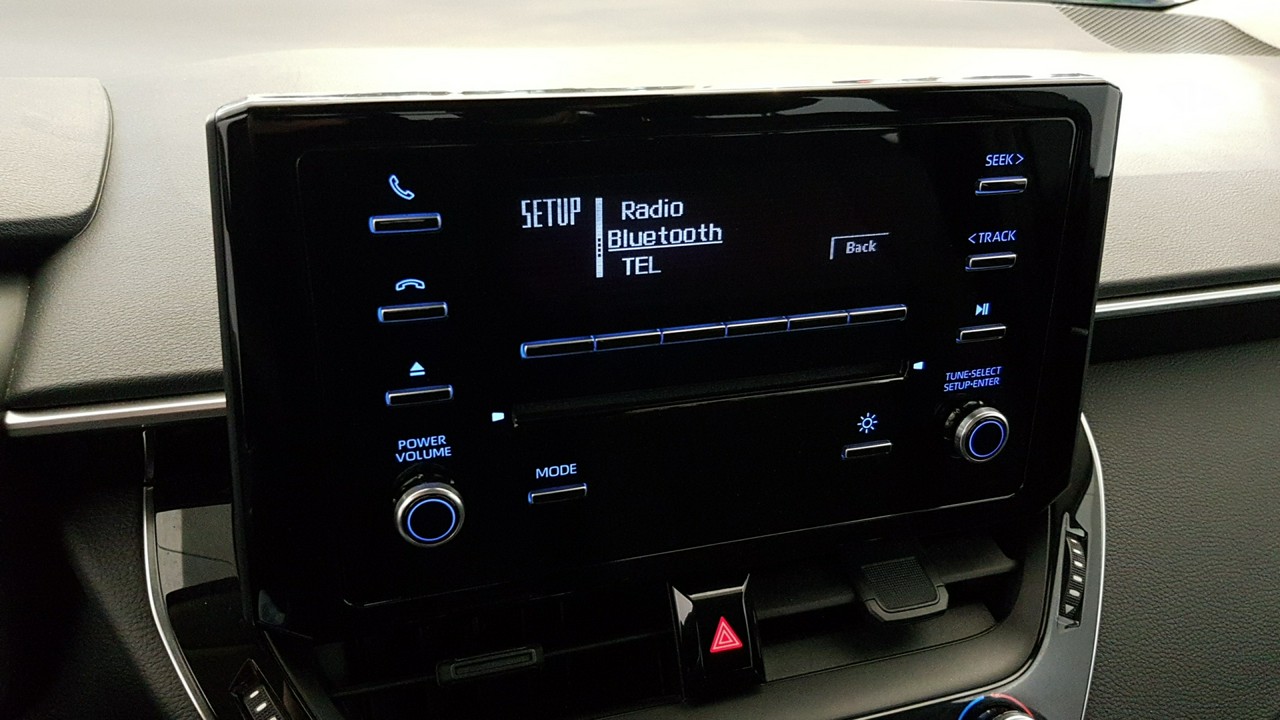 SEEK >
SETUP
Radio
Bluetooth
TEL
Back
< TRACK
TUNE•SELECT
SETUP•ENTER
POWER
VOLUME
MODE